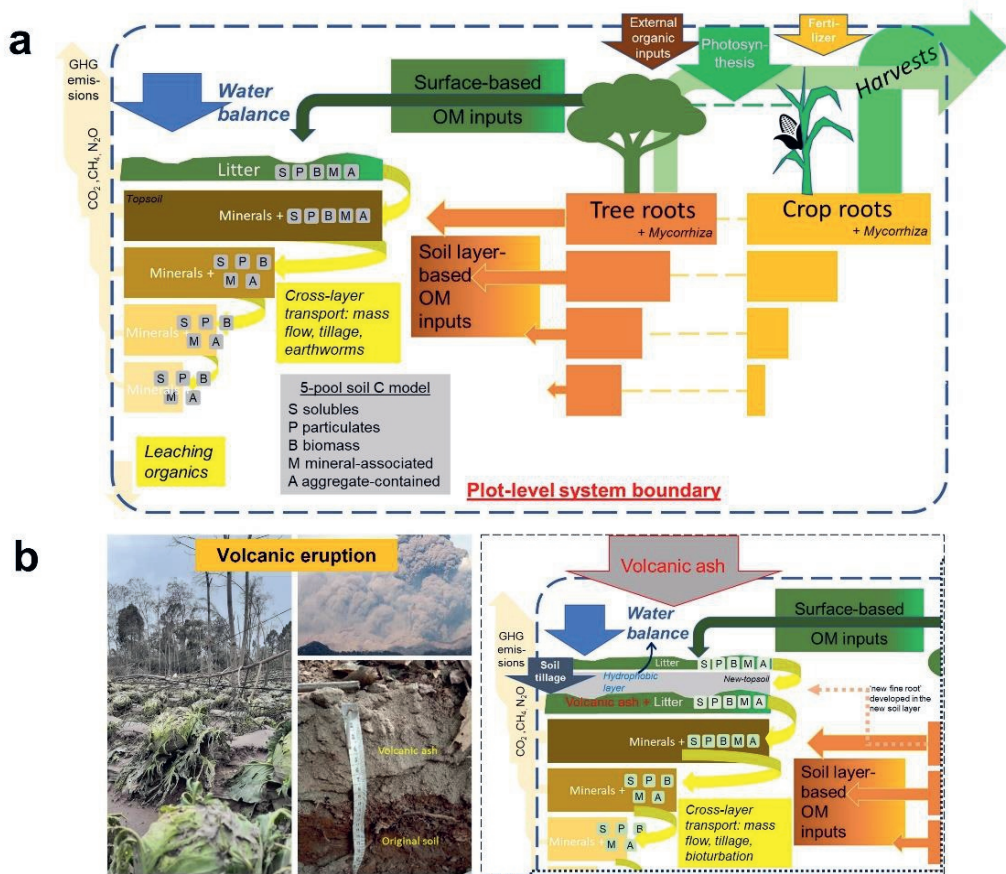 a
GHG
emis-
sions
CO₂ ,CH₄, N₂O
Water
balance
Surface-based
OM inputs
External
organic
inputs
Photosyn-
thesis
Ferti-
lizer
Harvests
Litter
S P B M A
Topsoil
Minerals +
S P B M A
Minerals +
S P B
M A
Minerals +
S P B
M A
Minerals
S P B
M A
Tree roots
+ Mycorrhiza
Crop roots
+ Mycorrhiza
Soil layer-
based
OM
inputs
Cross-layer
transport: mass
flow, tillage,
earthworms
5-pool soil C model
S solubles
P particulates
B biomass
M mineral-associated
A aggregate-contained
Leaching
organics
Plot-level system boundary
b
Volcanic eruption
Volcanic ash
Original soil
Volcanic ash
GHG
emissions
CO₂ ,CH₄, N₂O
Water
balance
Surface-based
OM inputs
Soil
tillage
Litter
S P B M A
Hydrophobic
layer
New-topsoil
Volcanic ash + Litter
S P B M A
'new fine root'
developed in the
new soil layer
Minerals +
S P B M A
Minerals +
S P B
M A
Minerals +
S P B
M A
Cross-layer
transport: mass
flow, tillage,
bioturbation
Soil layer-
based
OM
inputs